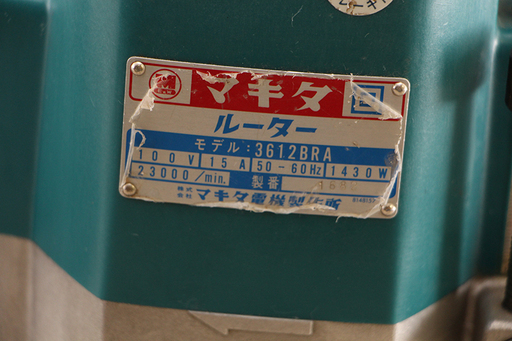 マキタ
ルーター
モデル:3612BRA
100V 15A 50-60Hz 1430W
23000/min. 製番
株式会社 マキタ電機製作所